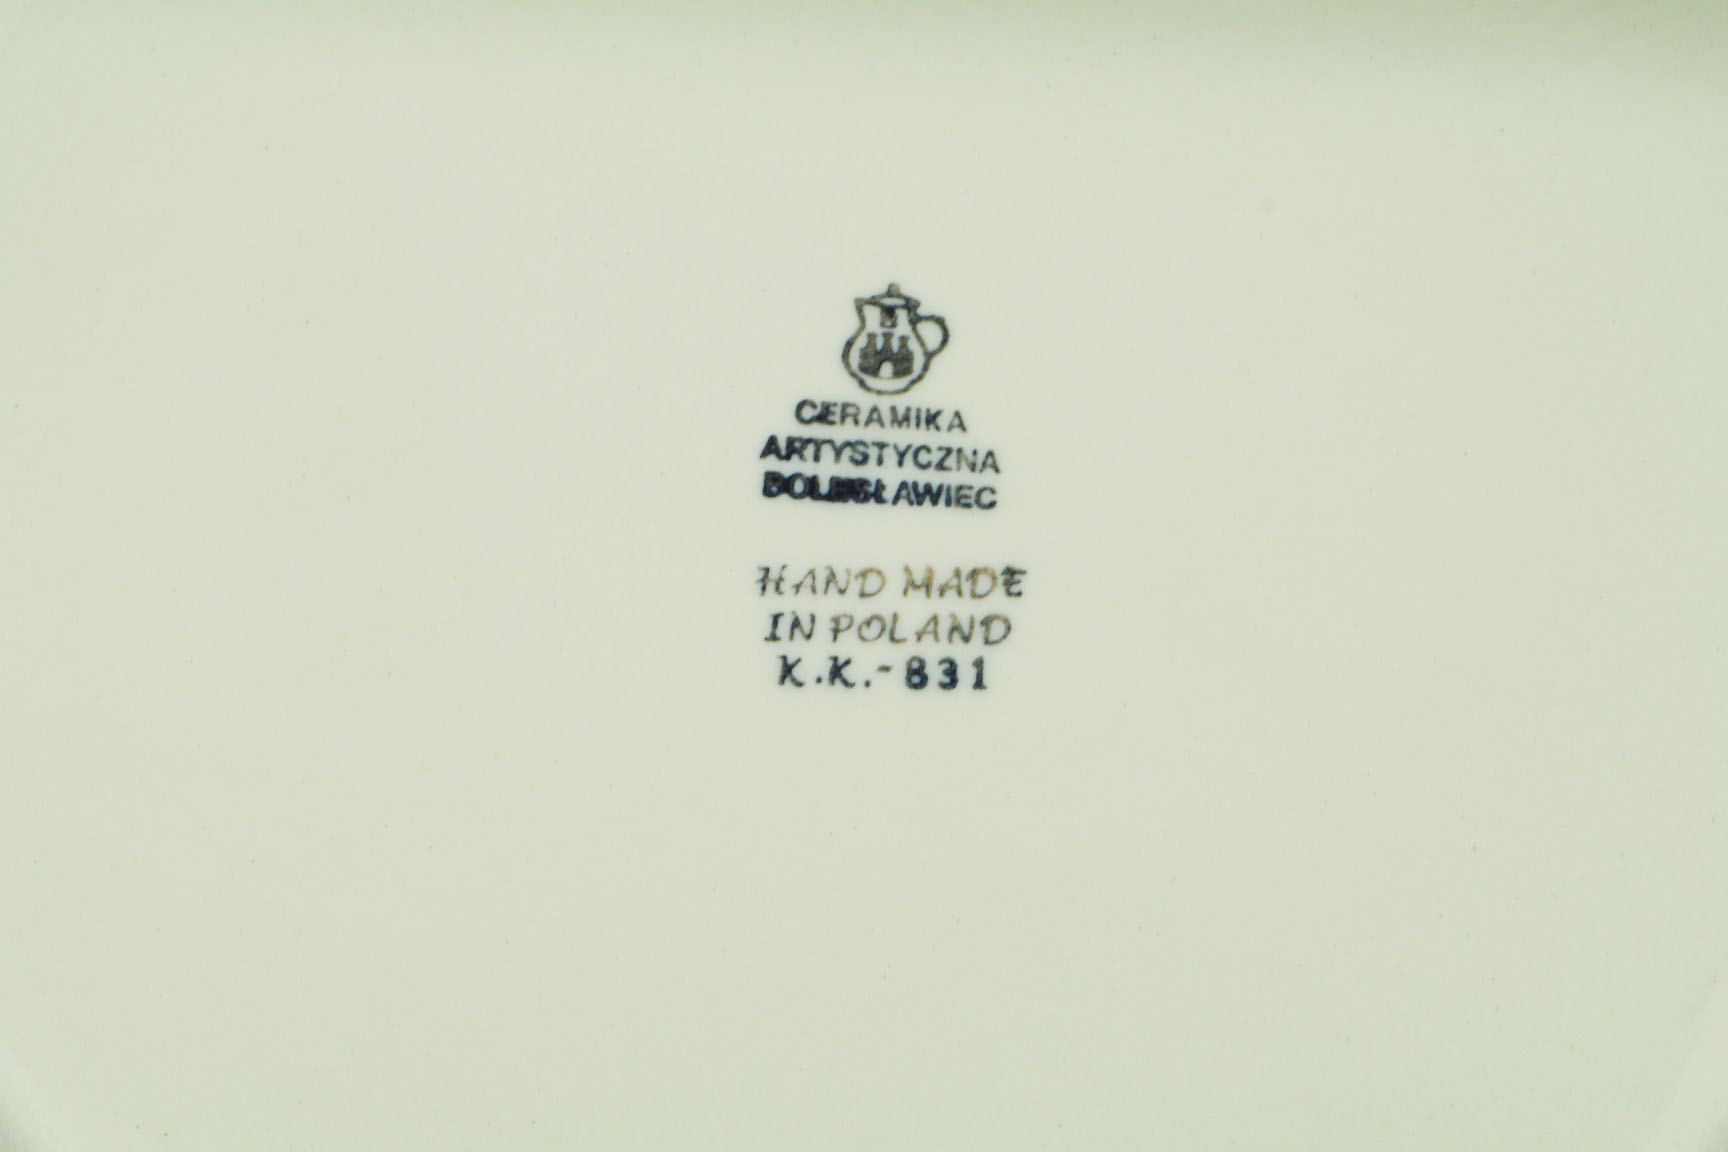 CERAMIKA
ARTYSTYCZNA
BOLESŁAWIEC
HAND MADE
IN POLAND
K.K.-831